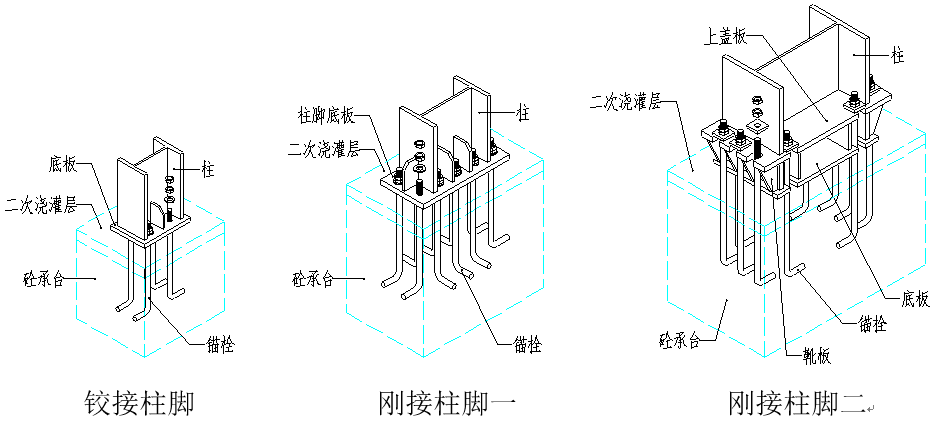 底板
柱
二次浇灌层
砼承台
锚栓
铰接柱脚
柱脚底板
柱
二次浇灌层
砼承台
锚栓
刚接柱脚一
上盖板
柱
二次浇灌层
底板
锚栓
砼承台
靴板
刚接柱脚二